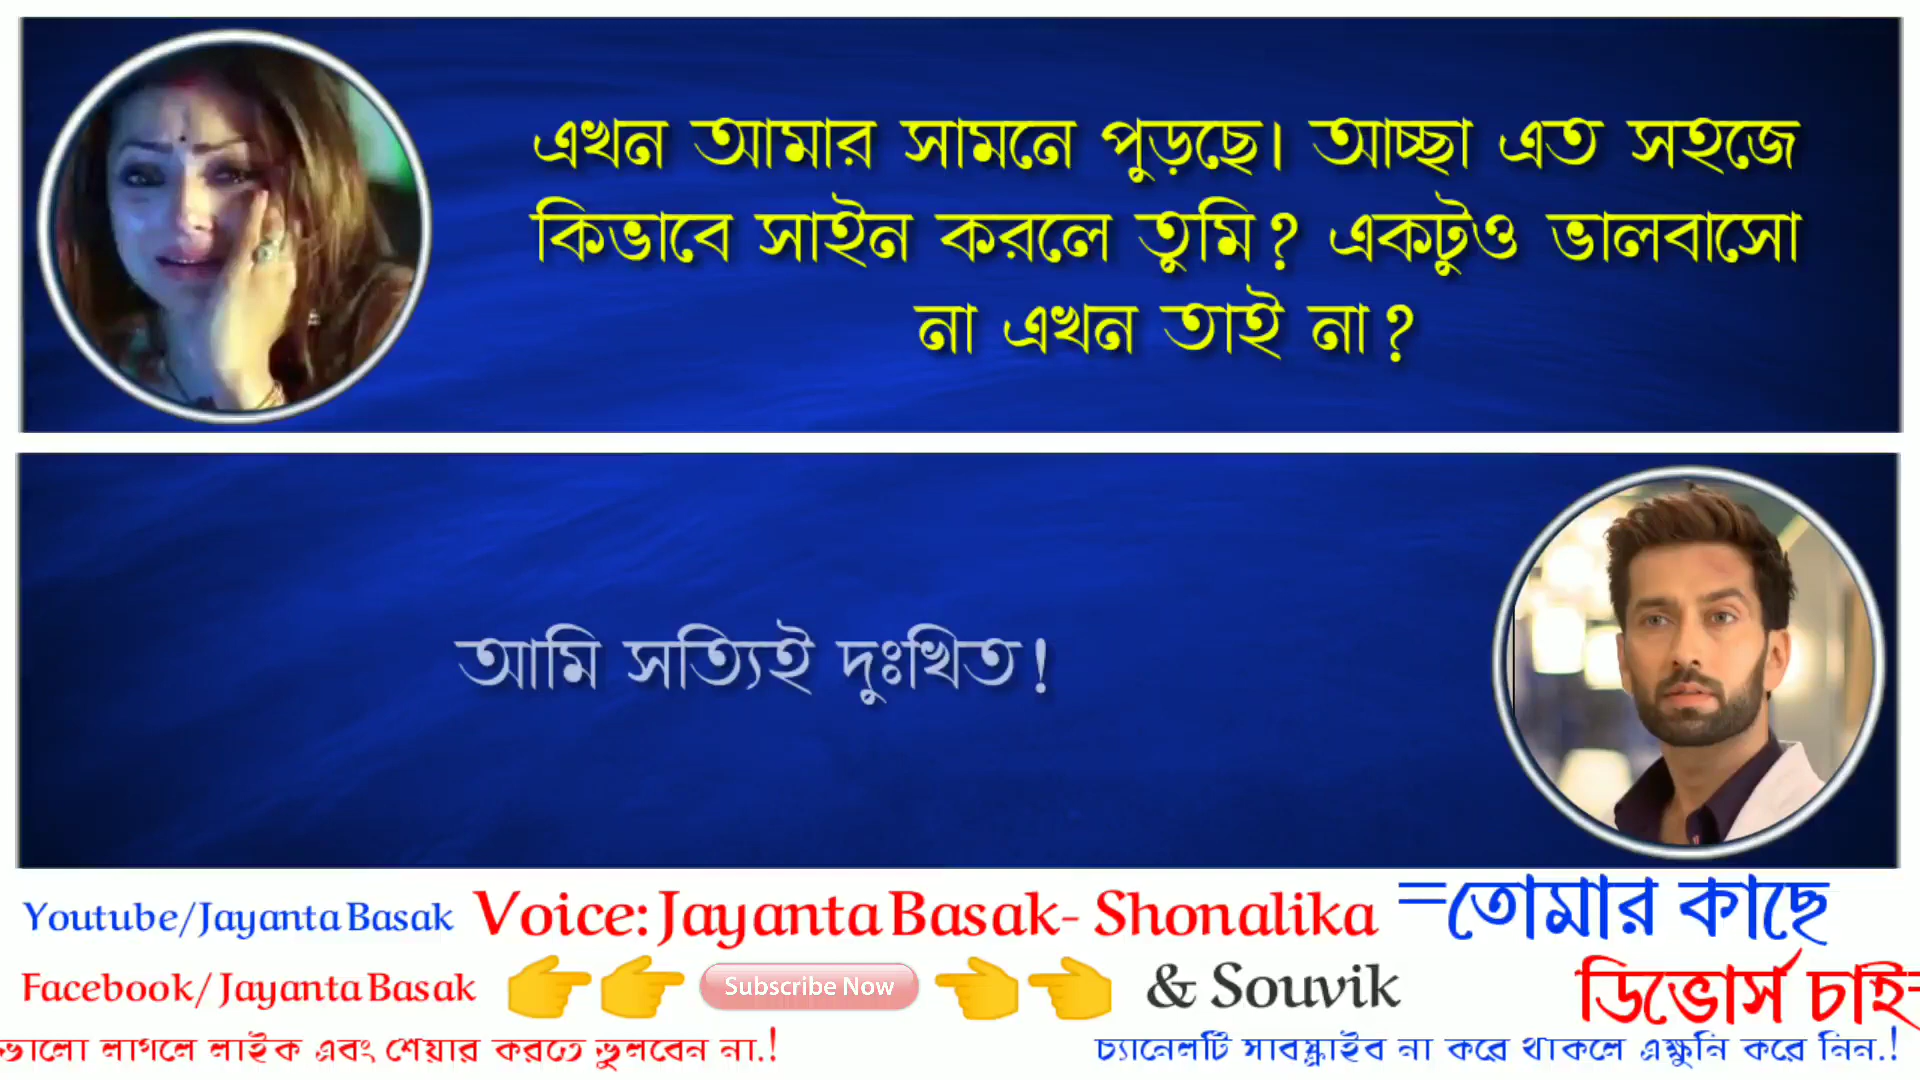 এখন আমার সামনে পুড়ছে। আচ্ছা এত সহজে
কিভাবে সাইন করলে তুমি? একটুও ভালবাসো
না এখন তাই না?
আমি সত্যিই দুঃখিত!
Youtube/Jayanta Basak
Voice: Jayanta Basak- Shonalika
=তোমার কাছে
Facebook/ Jayanta Basak
Subscribe Now
& Souvik
ডিভোর্স চাই=
ভালো লাগলে লাইক এবং শেয়ার করতে ভুলবেন না.!
চ্যানেলটি সাবস্ক্রাইব না করে থাকলে এক্ষুনি করে নিন.!